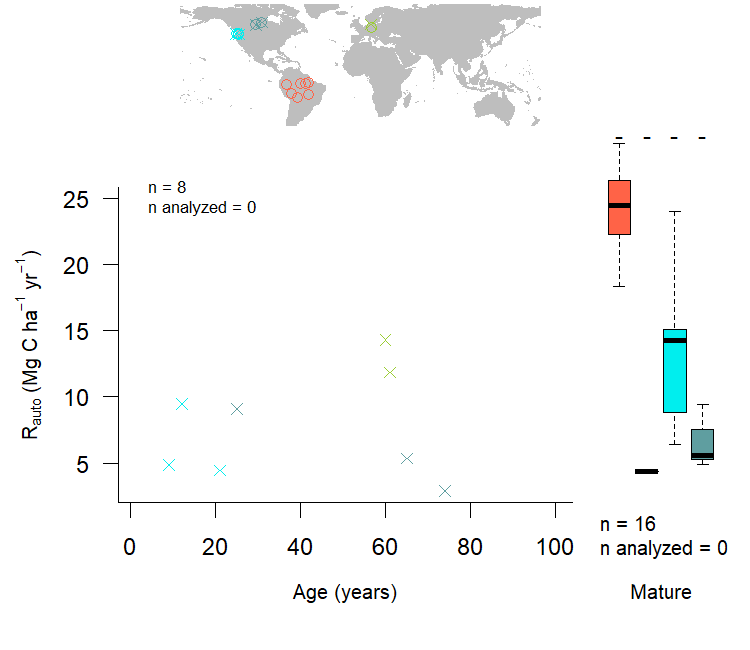 - - - -
n = 8
n analyzed = 0
25
20
15
10
5
R_auto (Mg C ha⁻¹ yr⁻¹)
0 20 40 60 80 100
Age (years)
n = 16
n analyzed = 0
Mature